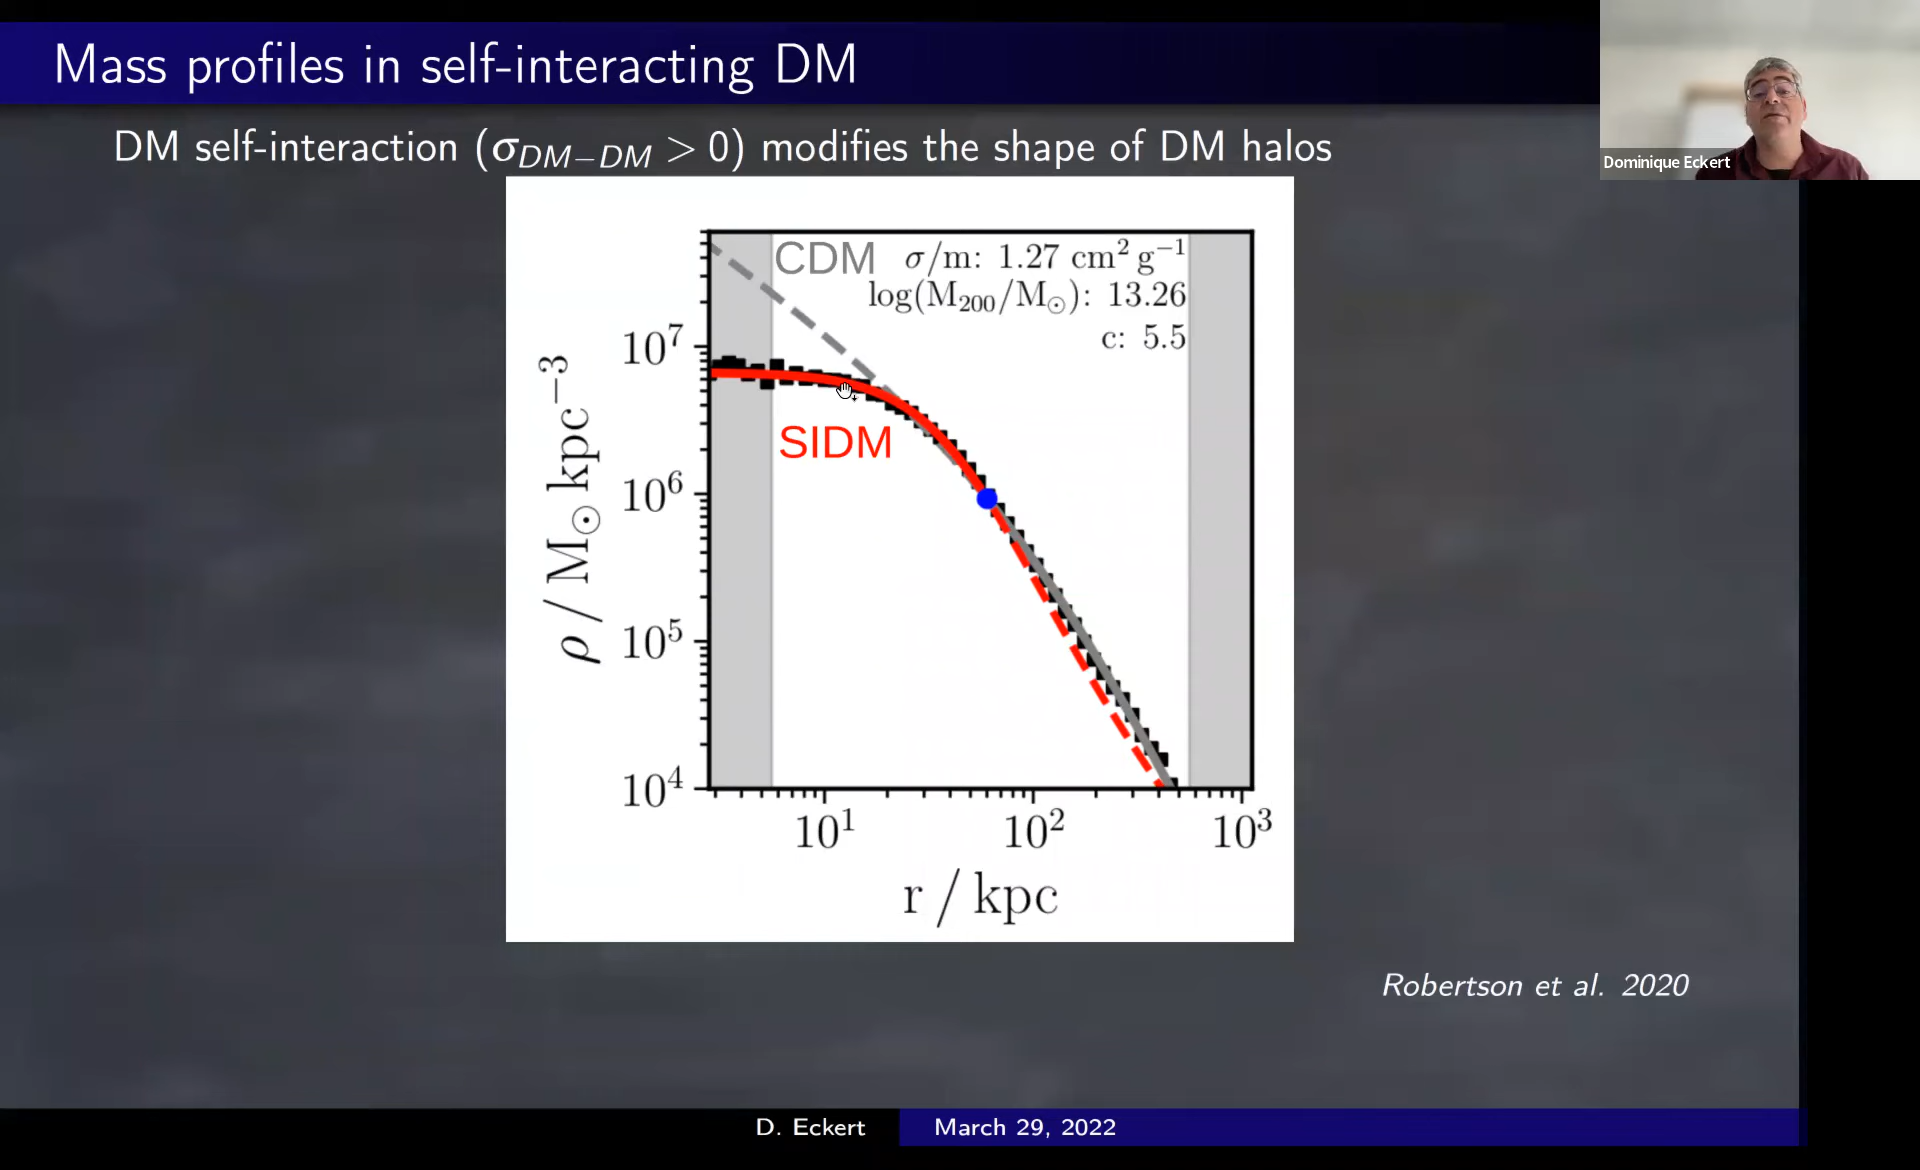 Mass profiles in self-interacting DM
Dominique Eckert
DM self-interaction (σ_{DM−DM} > 0) modifies the shape of DM halos
CDM
σ/m: 1.27 cm² g⁻¹
log(M₂₀₀/M⊙): 13.26
c: 5.5
SIDM
ρ / M⊙ kpc⁻³
10⁷
10⁶
10⁵
10⁴
10¹ 10² 10³
r / kpc
Robertson et al. 2020
D. Eckert March 29, 2022